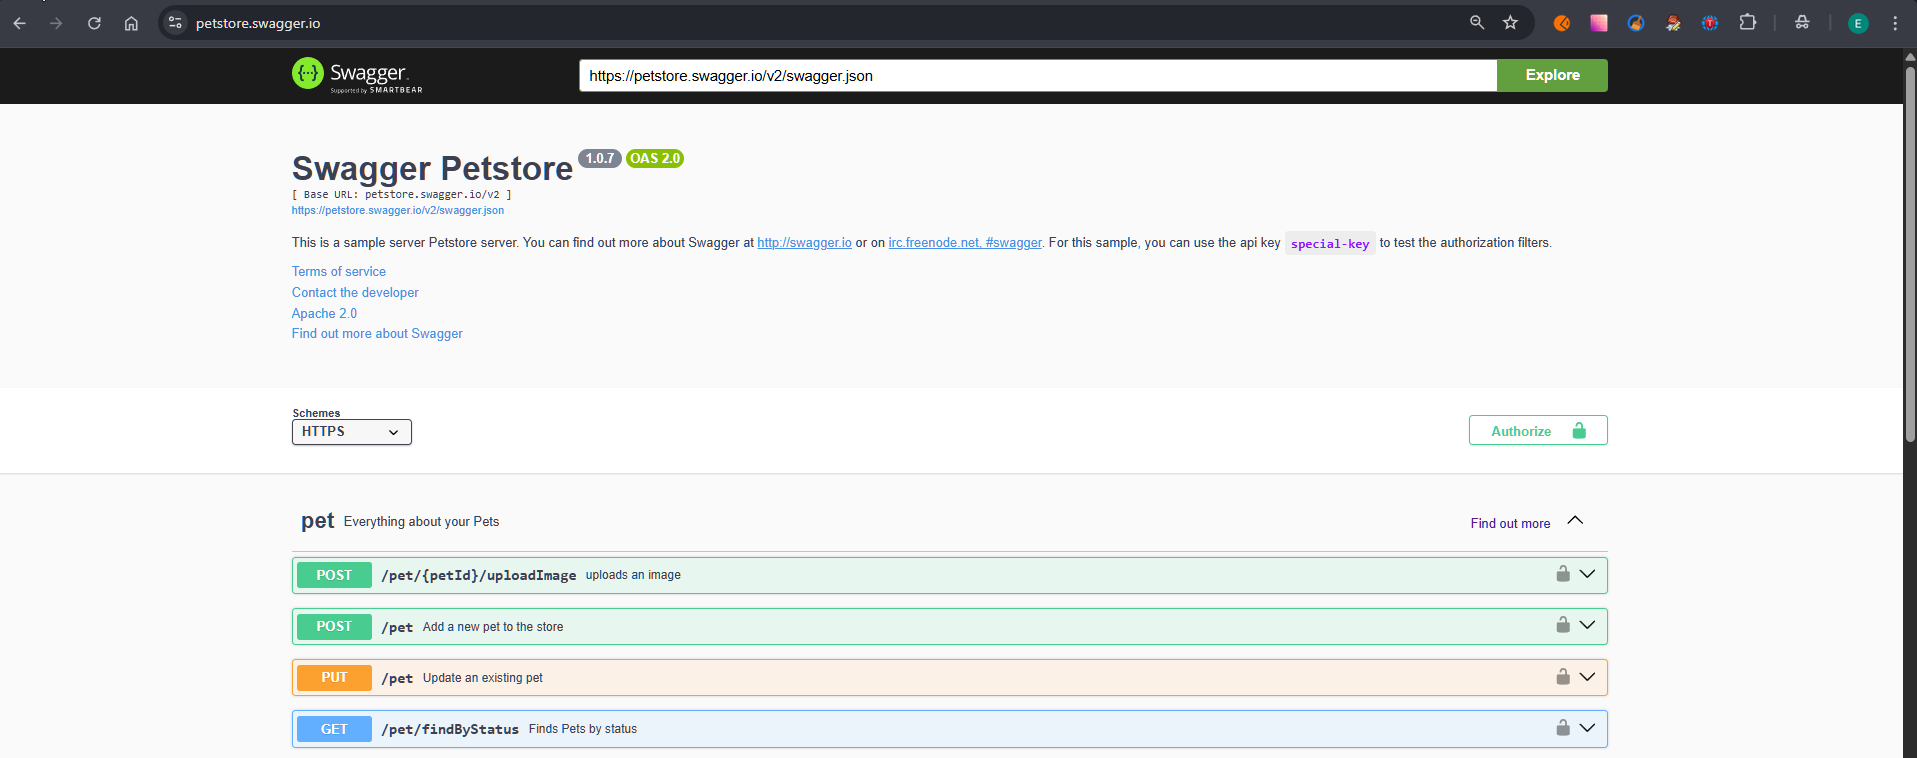 petstore.swagger.io
E
{···} Swagger.
Supported by SMARTBEAR
https://petstore.swagger.io/v2/swagger.json Explore
Swagger Petstore 1.0.7 OAS 2.0
[ Base URL: petstore.swagger.io/v2 ]
https://petstore.swagger.io/v2/swagger.json
This is a sample server Petstore server. You can find out more about Swagger at http://swagger.io or on irc.freenode.net, #swagger. For this sample, you can use the api key special-key to test the authorization filters.
Terms of service
Contact the developer
Apache 2.0
Find out more about Swagger
Schemes
HTTPS
Authorize
pet Everything about your Pets Find out more
POST /pet/{petId}/uploadImage uploads an image
POST /pet Add a new pet to the store
PUT /pet Update an existing pet
GET /pet/findByStatus Finds Pets by status